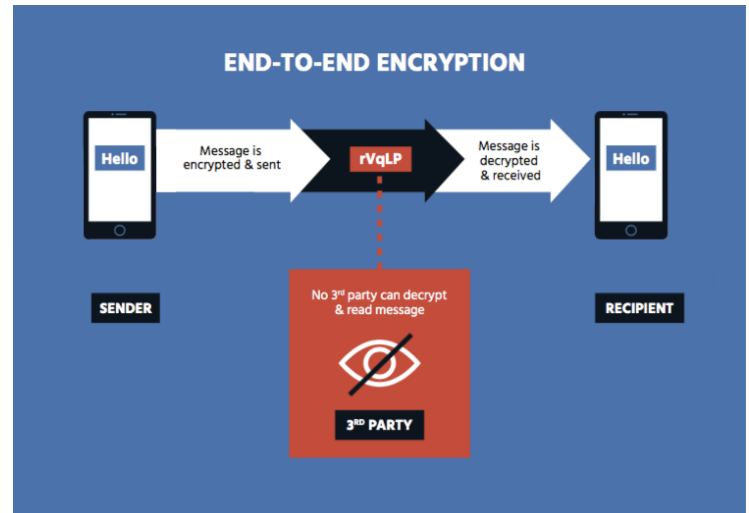 END-TO-END ENCRYPTION
Hello
Message is
encrypted & sent
rVqLP
Message is
decrypted
& received
Hello
No 3rd party can decrypt
& read message
SENDER
RECIPIENT
3RD PARTY